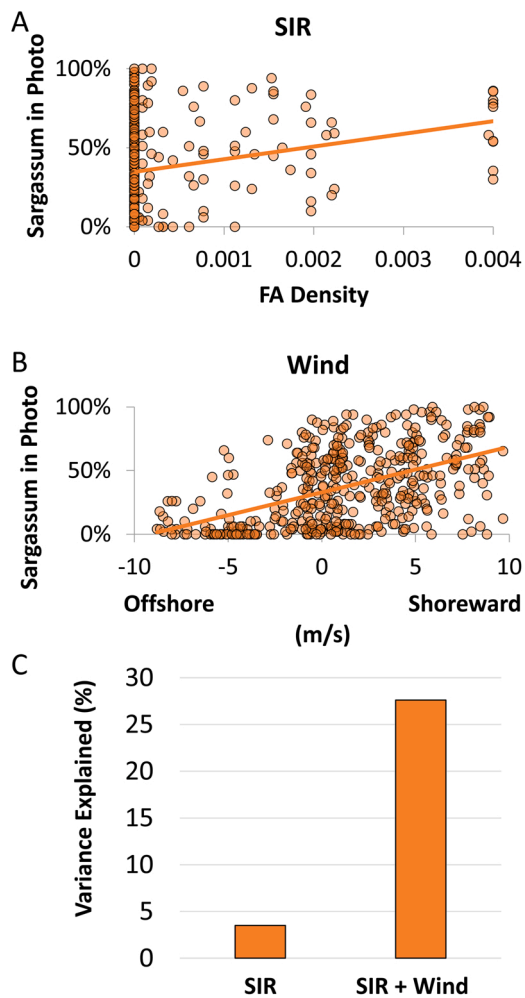 A
SIR
Sargassum in Photo
100%
50%
0%
0
0.001
0.002
0.003
0.004
FA Density
B
Wind
Sargassum in Photo
100%
50%
0%
-10
-5
0
5
10
Offshore
Shoreward
(m/s)
C
Variance Explained (%)
30
25
20
15
10
5
0
SIR
SIR + Wind